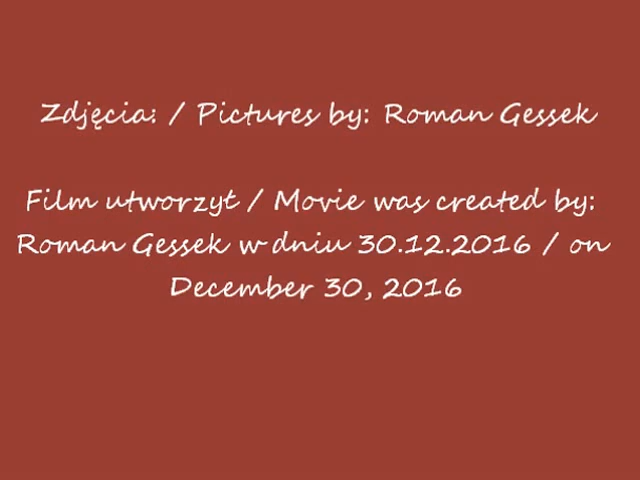 Zdjęcia: / Pictures by: Roman Gessek
Film utworzył / Movie was created by:
Roman Gessek w dniu 30.12.2016 / on
December 30, 2016